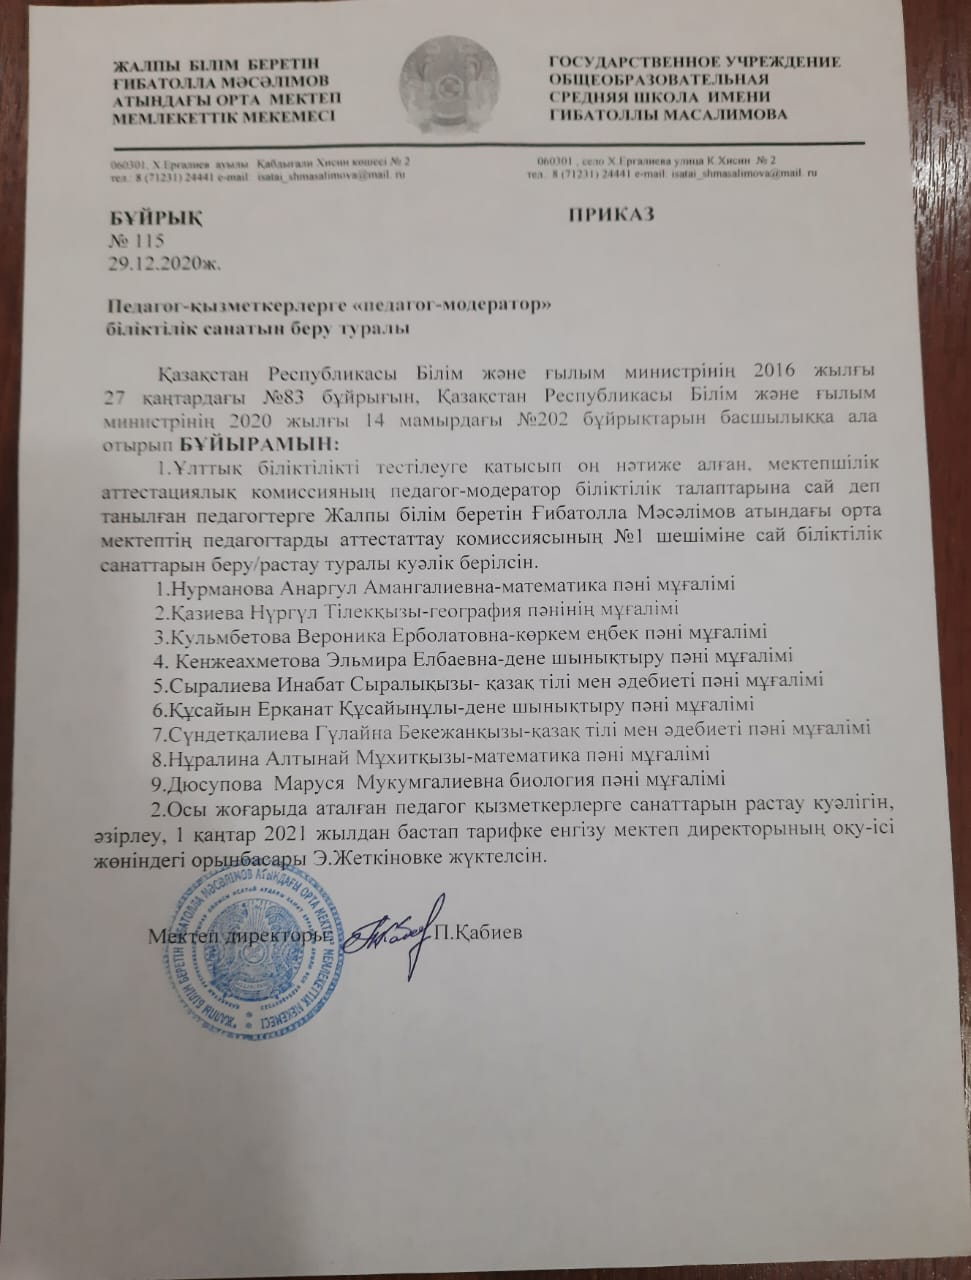 ЖАЛПЫ БІЛІМ БЕРЕТІН
ҒИБАТОЛЛА МӘСӘЛІМОВ
АТЫНДАҒЫ ОРТА МЕКТЕП
МЕМЛЕКЕТТІК МЕКЕМЕСІ
ГОСУДАРСТВЕННОЕ УЧРЕЖДЕНИЕ
ОБЩЕОБРАЗОВАТЕЛЬНАЯ
СРЕДНЯЯ ШКОЛА ИМЕНИ
ГИБАТОЛЛЫ МАСАЛИМОВА
060301, Х.Ерғалиев ауылы Қабдығали Хисин көшесі № 2
тел.: 8 (71231) 24441 e-mail: isatai_shmasalimova@mail. ru
060301 , село Х.Ергалиева улица К.Хисин № 2
тел.: 8 (71231) 24441 e-mail: isatai_shmasalimova@mail. ru
БҰЙРЫҚ
ПРИКАЗ
№ 115
29.12.2020ж.
Педагог-қызметкерлерге «педагог-модератор»
біліктілік санатын беру туралы
Қазақстан Республикасы Білім және ғылым министрінің 2016 жылғы
27 қаңтардағы №83 бұйрығын, Қазақстан Республикасы Білім және ғылым
министрінің 2020 жылғы 14 мамырдағы №202 бұйрықтарын басшылыққа ала
отырып БҰЙЫРАМЫН:
1.Ұлттық біліктілікті тестілеуге қатысып оң нәтиже алған, мектепшілік
аттестациялық комиссияның педагог-модератор біліктілік талаптарына сай деп
танылған педагогтерге Жалпы білім беретін Ғибатолла Мәсәлімов атындағы орта
мектептің педагогтарды аттестаттау комиссиясының №1 шешіміне сай біліктілік
санаттарын беру/растау туралы куәлік берілсін.
1.Нурманова Анаргул Амангалиевна-математика пәні мұғалімі
2.Қазиева Нұргүл Тілекқызы-география пәнінің мұғалімі
3.Кульмбетова Вероника Ерболатовна-көркем еңбек пәні мұғалімі
4. Кенжеахметова Эльмира Елбаевна-дене шынықтыру пәні мұғалімі
5.Сыралиева Инабат Сыралықызы- қазақ тілі мен әдебиеті пәні мұғалімі
6.Құсайын Ерқанат Құсайынұлы-дене шынықтыру пәні мұғалімі
7.Сүндетқалиева Гүлайна Бекежанқызы-қазақ тілі мен әдебиеті пәні мұғалімі
8.Нұралина Алтынай Мұхитқызы-математика пәні мұғалімі
9.Дюсупова Маруся Мукумгалиевна биология пәні мұғалімі
2.Осы жоғарыда аталған педагог қызметкерлерге санаттарын растау куәлігін,
әзірлеу, 1 қаңтар 2021 жылдан бастап тарифке енгізу мектеп директорының оқу-ісі
жөніндегі орынбасары Э.Жеткіновке жүктелсін.
Мектеп директоры: П.Қабиев
ЖАЛПЫ БІЛІМ БЕРЕТІН ҒИБАТОЛЛА МӘСӘЛІМОВ АТЫНДАҒЫ ОРТА МЕКТЕП МЕМЛЕКЕТТІК МЕКЕМЕСІ